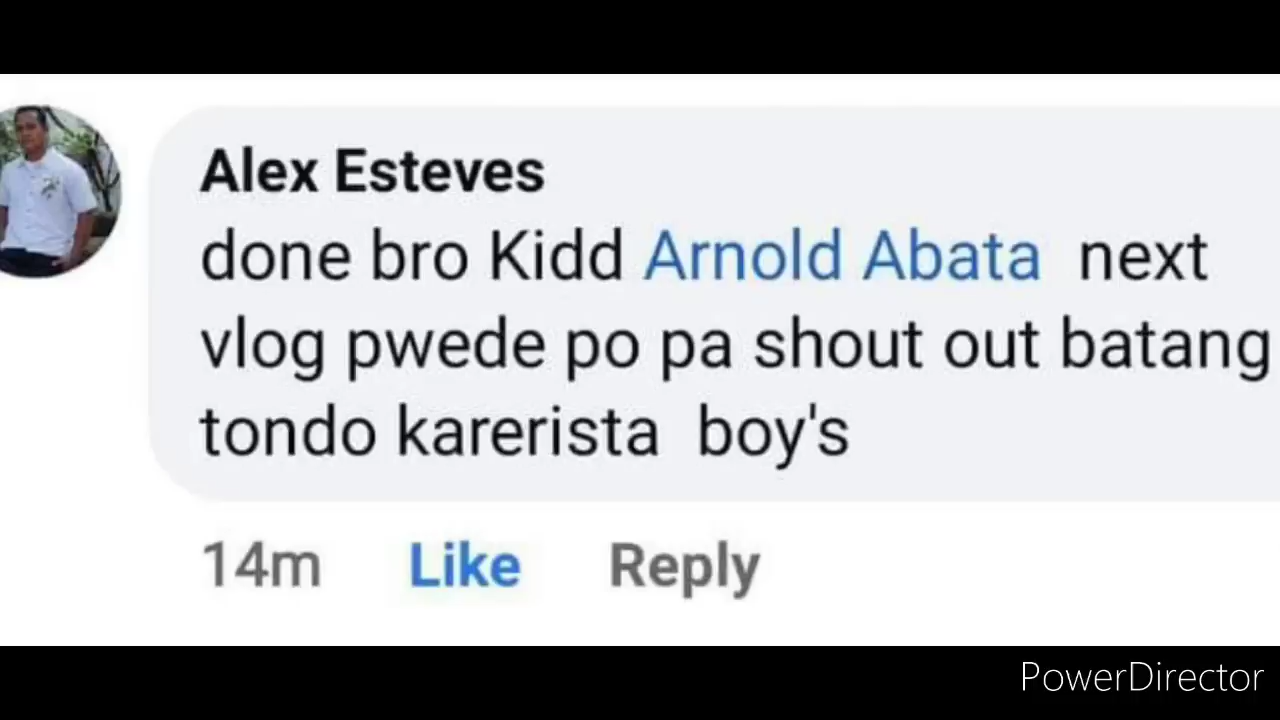 Alex Esteves
done bro Kidd Arnold Abata next
vlog pwede po pa shout out batang
tondo karerista boy's
14m Like Reply
PowerDirector